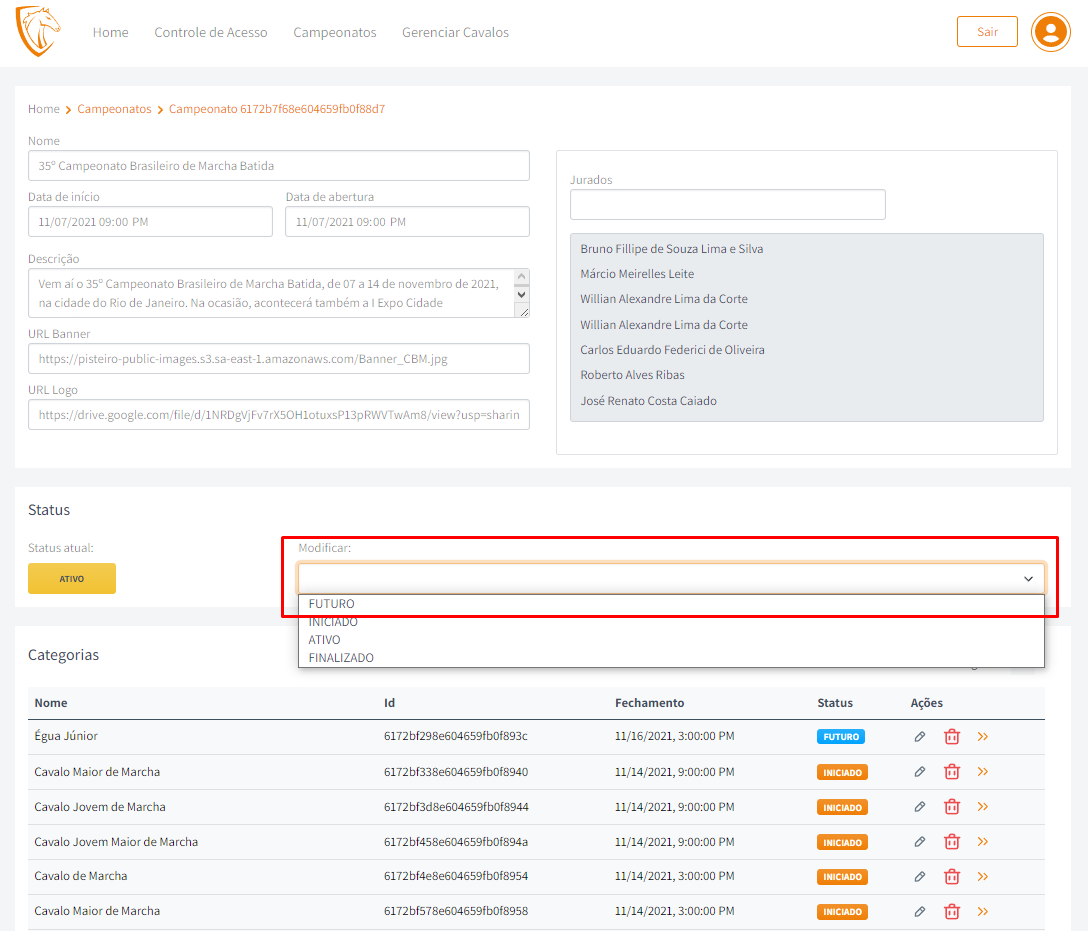 Home
Controle de Acesso
Campeonatos
Gerenciar Cavalos
Sair
Home > Campeonatos > Campeonato 6172b7f68e604659fb0f88d7
Nome
35º Campeonato Brasileiro de Marcha Batida
Data de início
Data de abertura
11/07/2021 09:00 PM
11/07/2021 09:00 PM
Descrição
Vem aí o 35º Campeonato Brasileiro de Marcha Batida, de 07 a 14 de novembro de 2021,
na cidade do Rio de Janeiro. Na ocasião, acontecerá também a I Expo Cidade
URL Banner
https://pisteiro-public-images.s3.sa-east-1.amazonaws.com/Banner_CBM.jpg
URL Logo
https://drive.google.com/file/d/1NRDgVjFv7rX5OH1otuxsP13pRWVTwAm8/view?usp=sharin
Jurados
Bruno Fillipe de Souza Lima e Silva
Márcio Meirelles Leite
Willian Alexandre Lima da Corte
Willian Alexandre Lima da Corte
Carlos Eduardo Federici de Oliveira
Roberto Alves Ribas
José Renato Costa Caiado
Status
Status atual:
ATIVO
Modificar:
FUTURO
INICIADO
ATIVO
FINALIZADO
Categorias
Nome Id Fechamento Status Ações
Égua Júnior 6172bf298e604659fb0f893c 11/16/2021, 3:00:00 PM FUTURO
Cavalo Maior de Marcha 6172bf338e604659fb0f8940 11/14/2021, 9:00:00 PM INICIADO
Cavalo Jovem de Marcha 6172bf3d8e604659fb0f8944 11/14/2021, 9:00:00 PM INICIADO
Cavalo Jovem Maior de Marcha 6172bf458e604659fb0f894a 11/14/2021, 9:00:00 PM INICIADO
Cavalo de Marcha 6172bf4e8e604659fb0f8954 11/14/2021, 3:00:00 PM INICIADO
Cavalo Maior de Marcha 6172bf578e604659fb0f8958 11/14/2021, 3:00:00 PM INICIADO